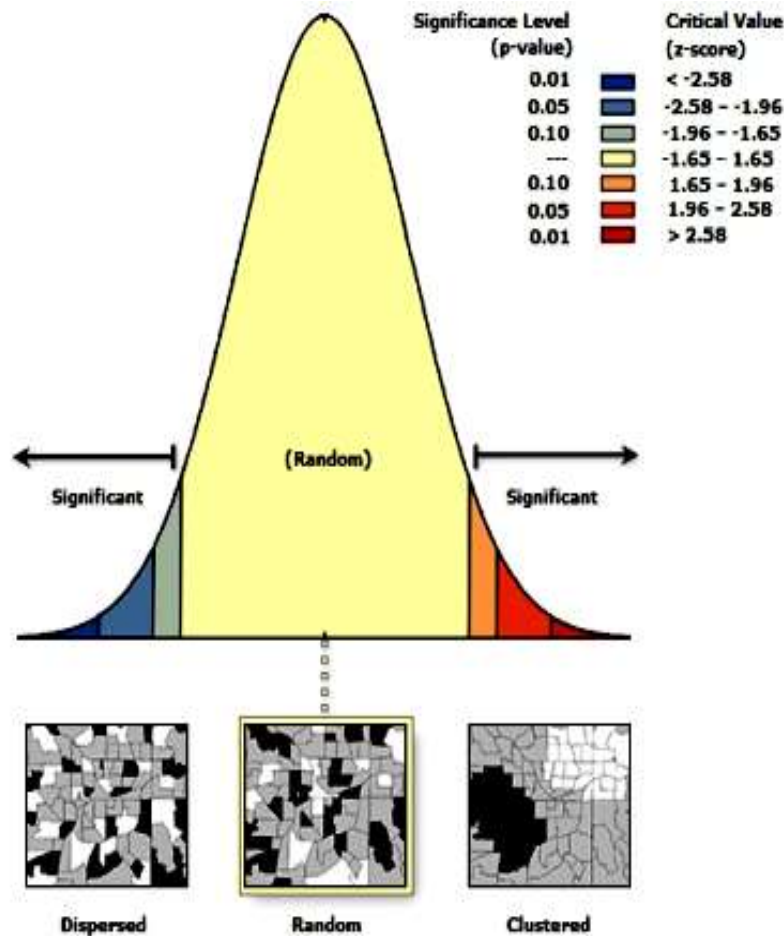 Significance Level Critical Value
(p-value) (z-score)
0.01 < -2.58
0.05 -2.58 - -1.96
0.10 -1.96 - -1.65
--- -1.65 - 1.65
0.10 1.65 - 1.96
0.05 1.96 - 2.58
0.01 > 2.58
(Random)
Significant Significant
Dispersed Random Clustered